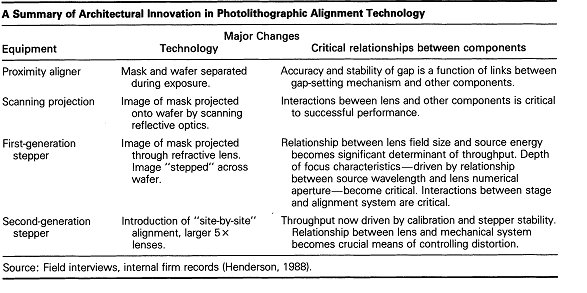 A Summary of Architectural Innovation in Photolithographic Alignment Technology
Major Changes
Equipment
Technology
Critical relationships between components
Proximity aligner
Mask and wafer separated
during exposure.
Accuracy and stability of gap is a function of links between
gap-setting mechanism and other components.
Scanning projection
Image of mask projected
onto wafer by scanning
reflective optics.
Interactions beween lens and other components is critical
to successful performance.
First-generation
stepper
Image of mask projected
through refractive lens.
Image "stepped" across
wafer.
Relationship between lens field size and source energy
becomes significant determinant of throughput. Depth
of focus characteristics—driven by relationship
between source wavelength and lens numerical
aperture—become critical. Interactions between stage
and alignment system are critical.
Second-generation
stepper
Introduction of "site-by-site"
alignment, larger 5×
lenses.
Throughput now driven by calibration and stepper stability.
Relationship between lens and mechanical system
becomes crucial means of controlling distortion.
Source: Field interviews, internal firm records (Henderson, 1988).